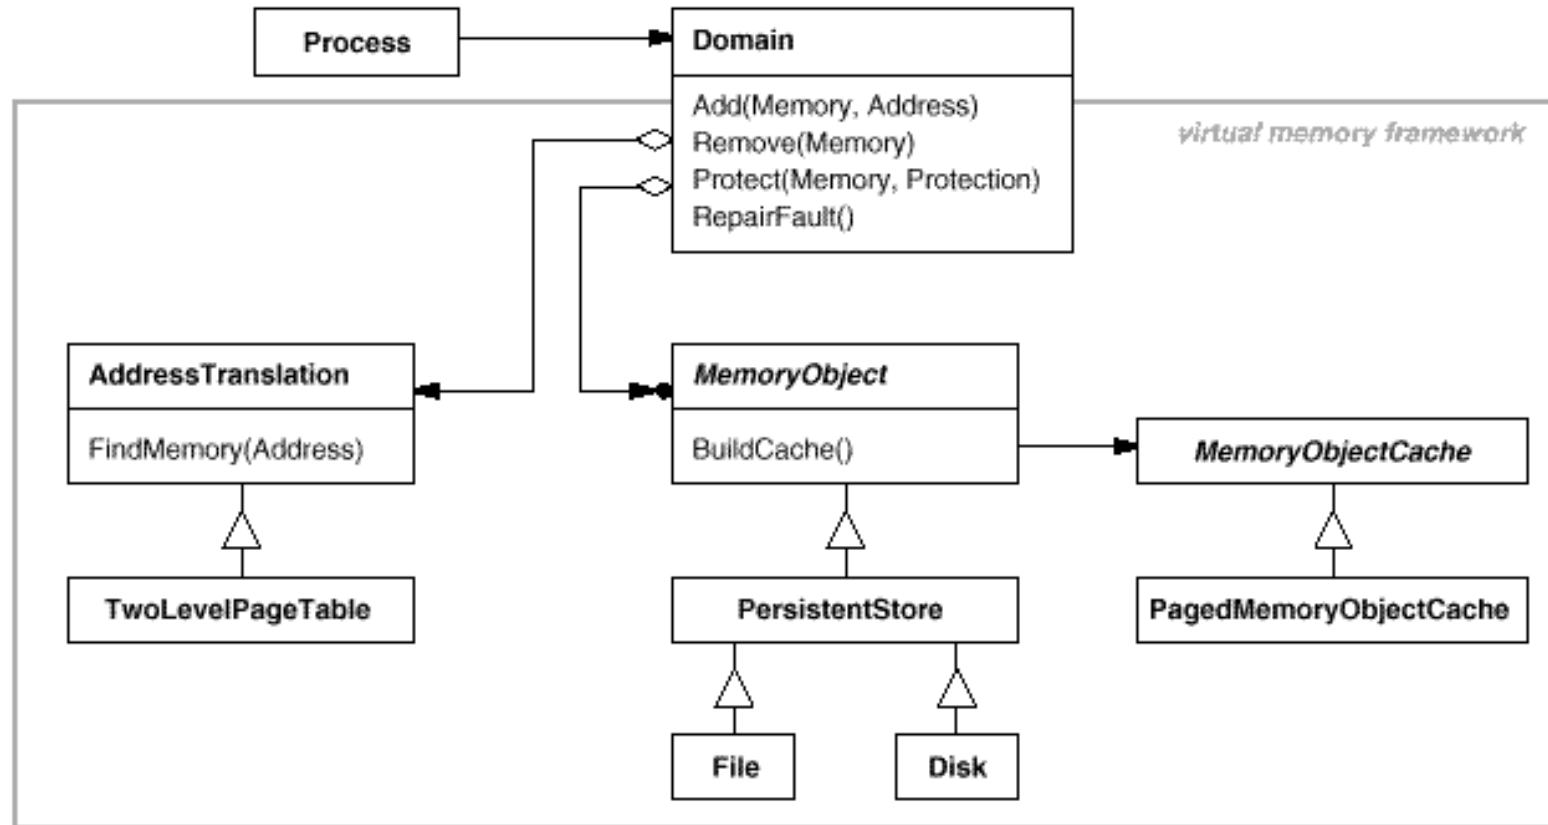 Process
Domain
Add(Memory, Address)
Remove(Memory)
Protect(Memory, Protection)
RepairFault()
virtual memory framework
AddressTranslation
FindMemory(Address)
MemoryObject
BuildCache()
MemoryObjectCache
TwoLevelPageTable
PersistentStore
PagedMemoryObjectCache
File
Disk